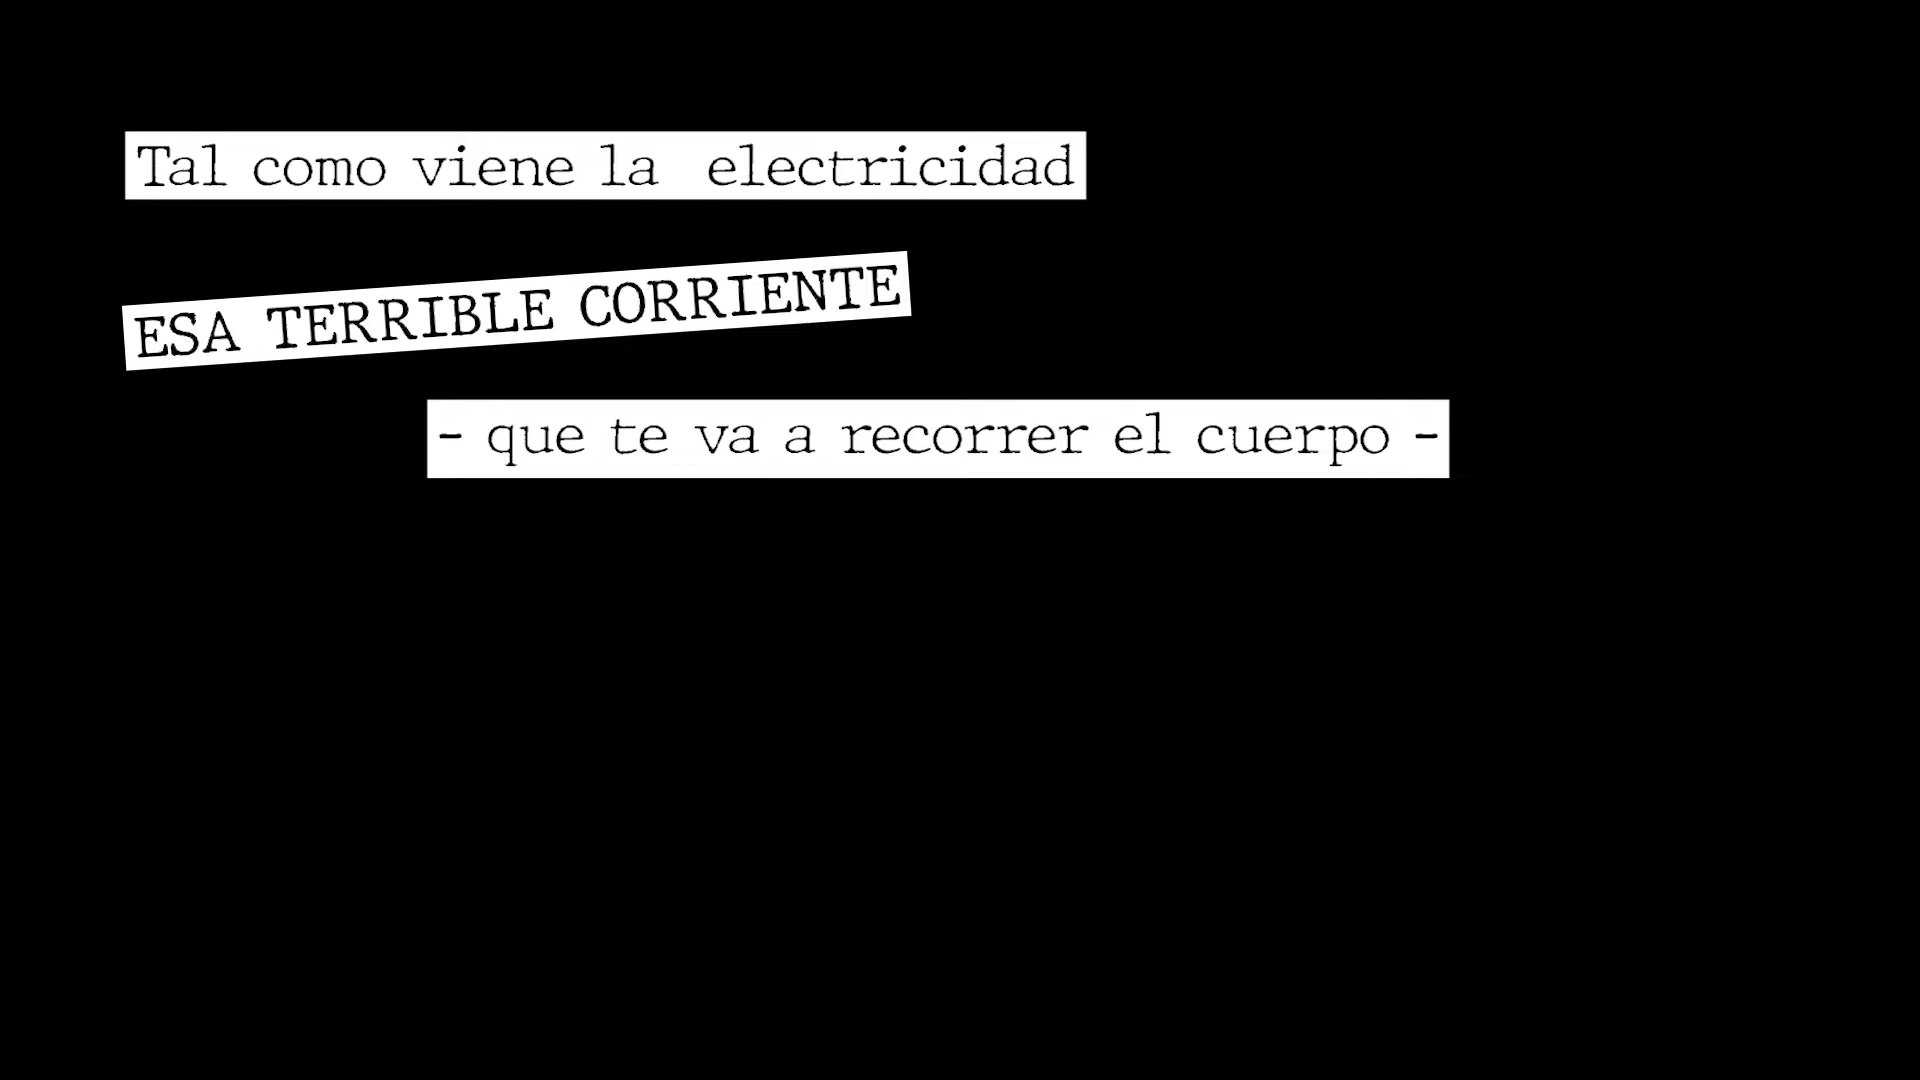 Tal como viene la electricidad
ESA TERRIBLE CORRIENTE
- que te va a recorrer el cuerpo -